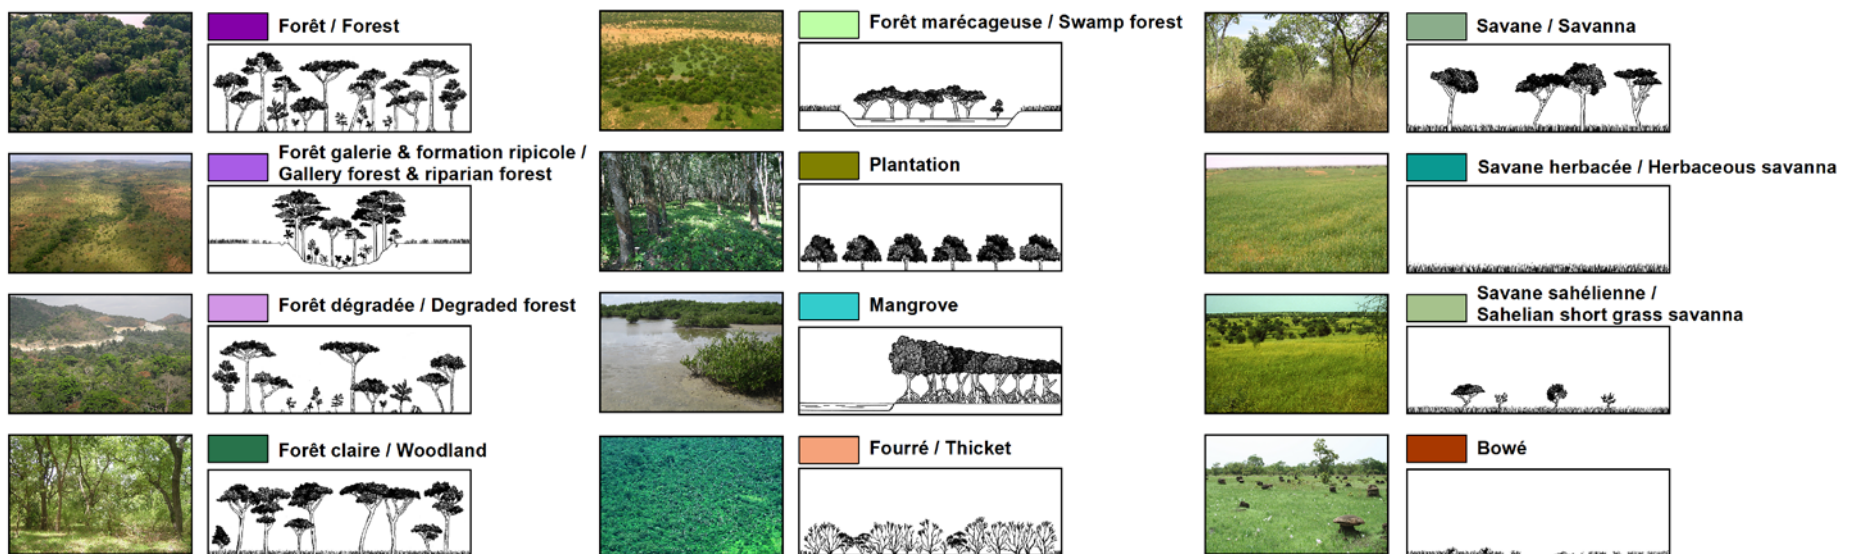 Forêt / Forest
Forêt galerie & formation ripicole /
Gallery forest & riparian forest
Forêt dégradée / Degraded forest
Forêt claire / Woodland
Forêt marécageuse / Swamp forest
Plantation
Mangrove
Fourré / Thicket
Savane / Savanna
Savane herbacée / Herbaceous savanna
Savane sahélienne /
Sahelian short grass savanna
Bowé